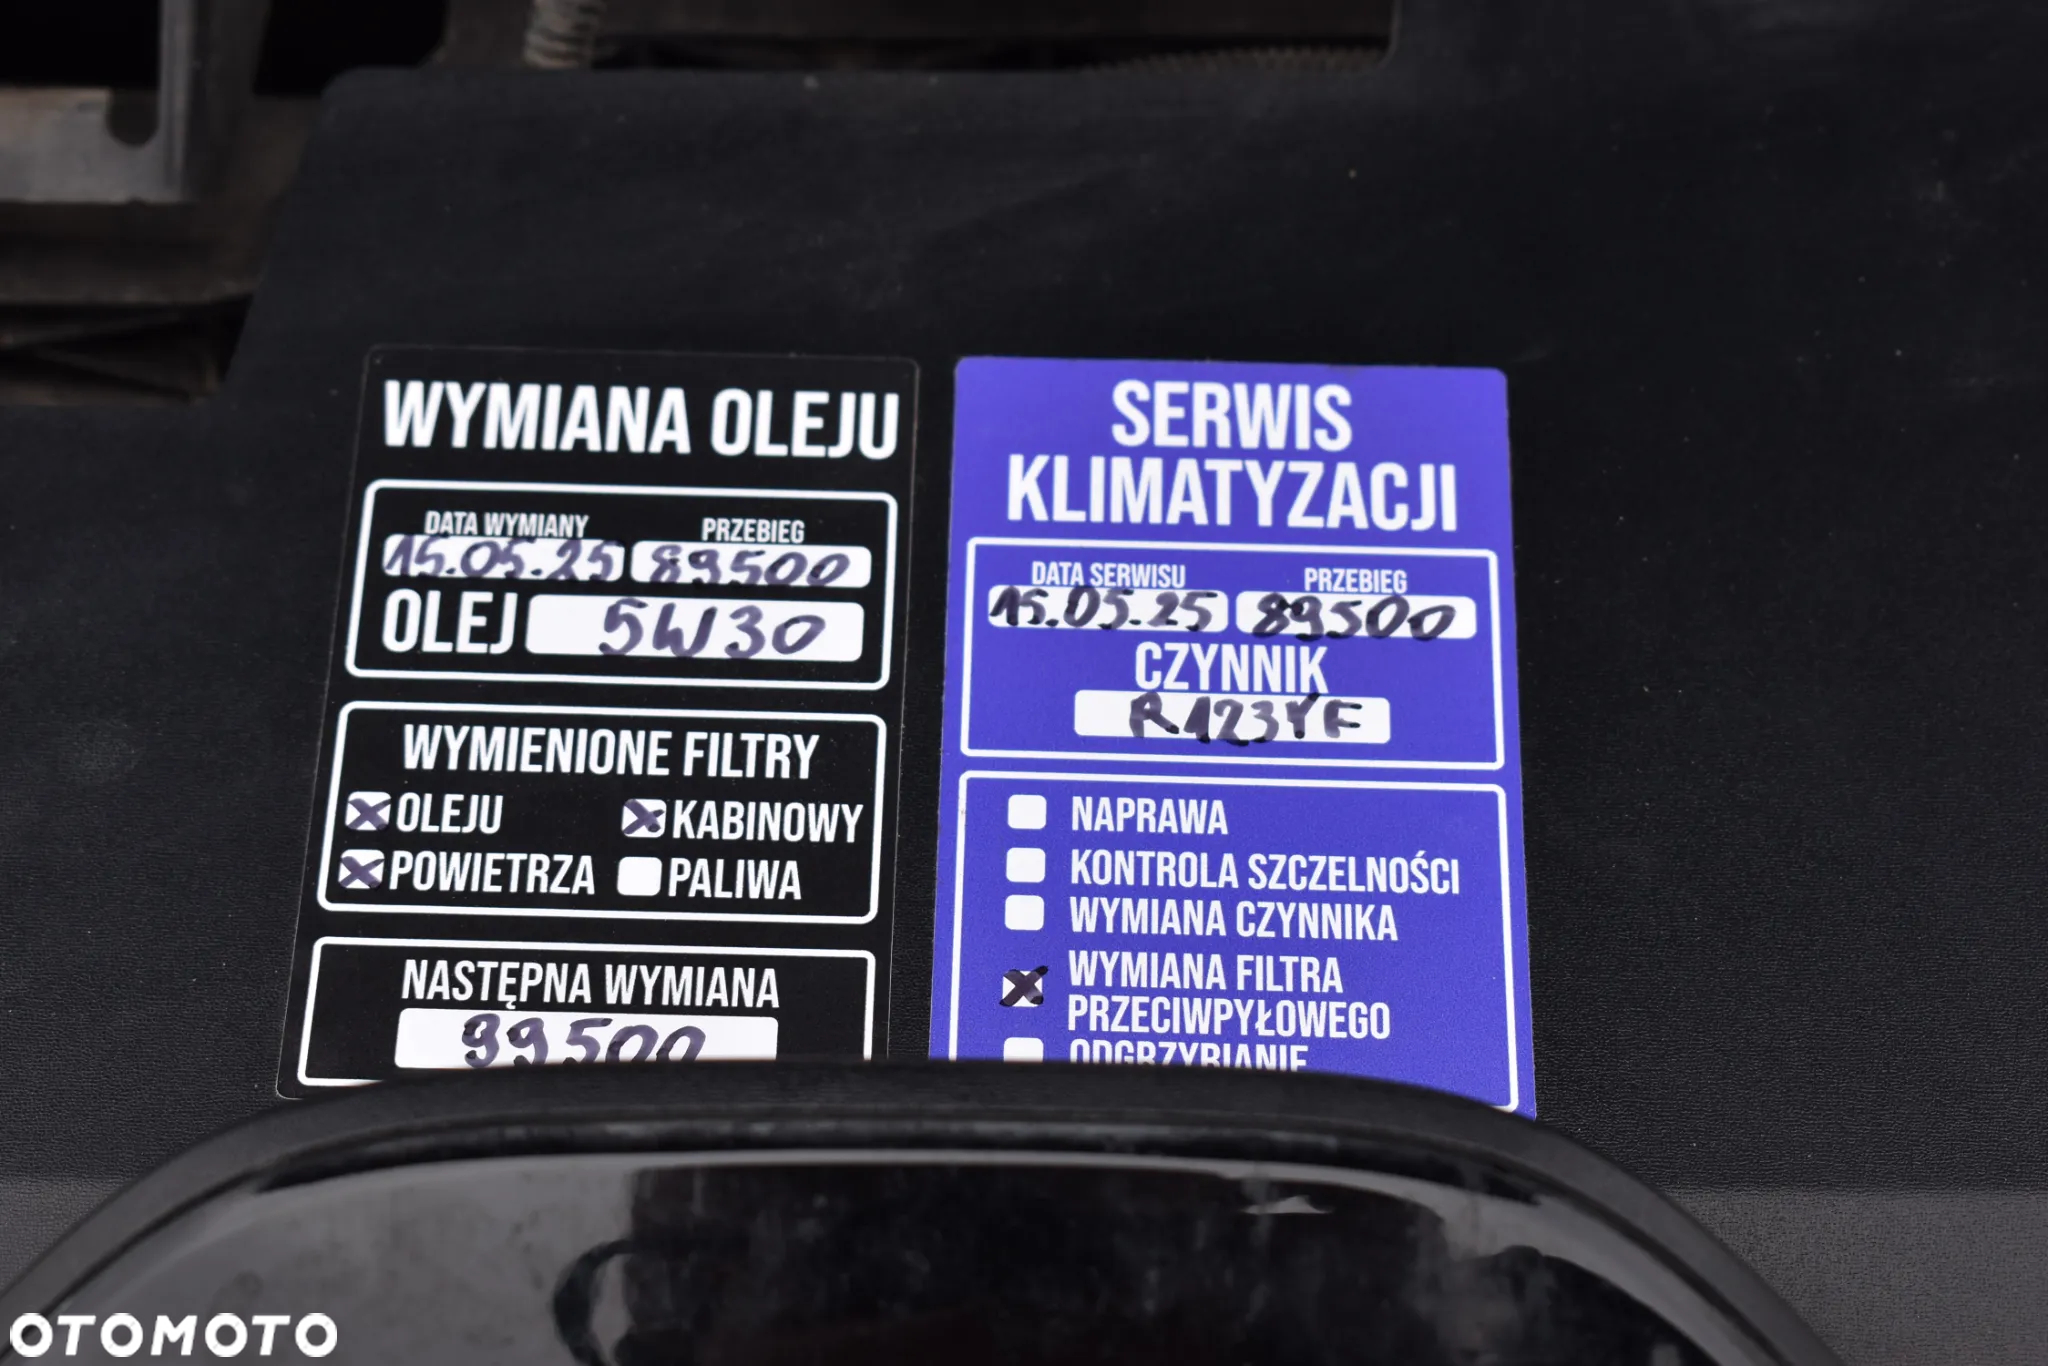 WYMIANA OLEJU
DATA WYMIANY PRZEBIEG
15.05.25 89500
OLEJ 5W30
WYMIENIONE FILTRY
OLEJU KABINOWY
POWIETRZA PALIWA
NASTĘPNA WYMIANA
99500
SERWIS
KLIMATYZACJI
DATA SERWISU PRZEBIEG
15.05.25 89500
CZYNNIK
R1234YF
NAPRAWA
KONTROLA SZCZELNOŚCI
WYMIANA CZYNNIKA
WYMIANA FILTRA
PRZECIWPYŁOWEGO
ODGRZYBIANIE
OTOMOTO